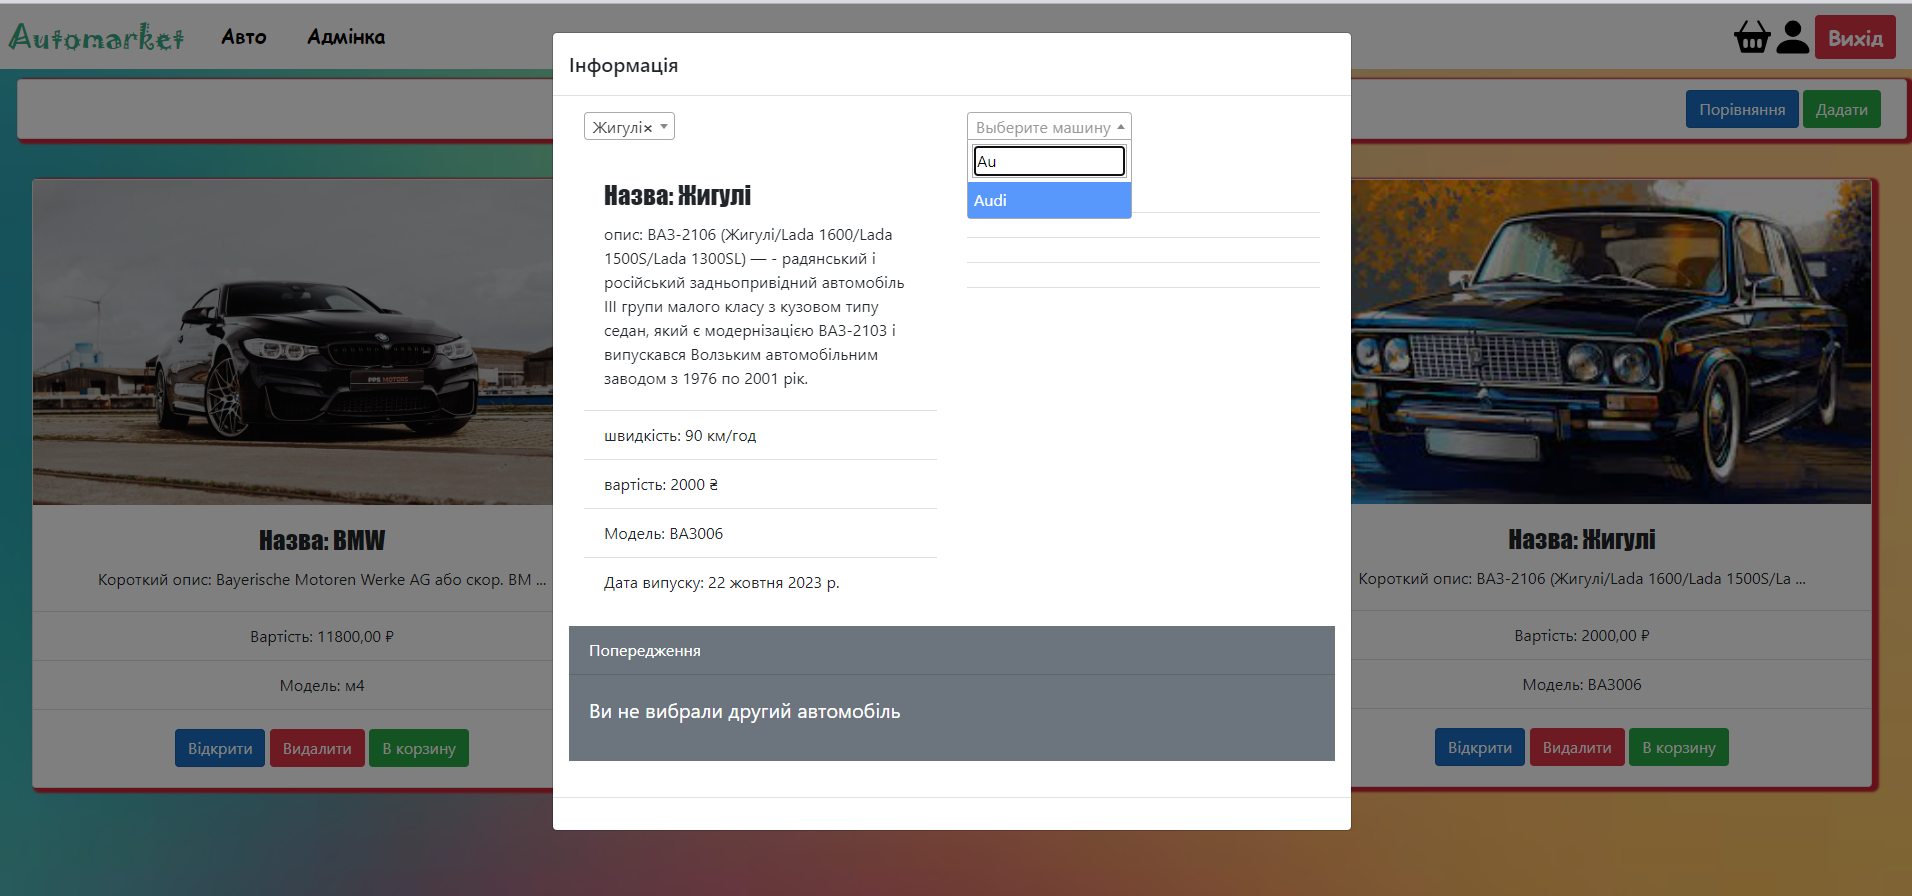 Automarket Авто Адмінка Вихід
Порівняння Дадати
Інформація
Жигулі× Выберите машину
Au
Audi
Назва: Жигулі
опис: ВАЗ-2106 (Жигулі/Lada 1600/Lada
1500S/Lada 1300SL) — - радянський і
російський задньопривідний автомобіль
III групи малого класу з кузовом типу
седан, який є модернізацією ВАЗ-2103 і
випускався Волзьким автомобільним
заводом з 1976 по 2001 рік.
швидкість: 90 км/год
вартість: 2000 ₴
Модель: ВАЗ006
Дата випуску: 22 жовтня 2023 р.
Попередження
Ви не вибрали другий автомобіль
PPS MOTORS
Назва: BMW
Короткий опис: Bayerische Motoren Werke AG або скор. BM ...
Вартість: 11800,00 ₽
Модель: м4
Відкрити Видалити В корзину
Назва: Жигулі
Короткий опис: ВАЗ-2106 (Жигулі/Lada 1600/Lada 1500S/La ...
Вартість: 2000,00 ₽
Модель: ВАЗ006
Відкрити Видалити В корзину